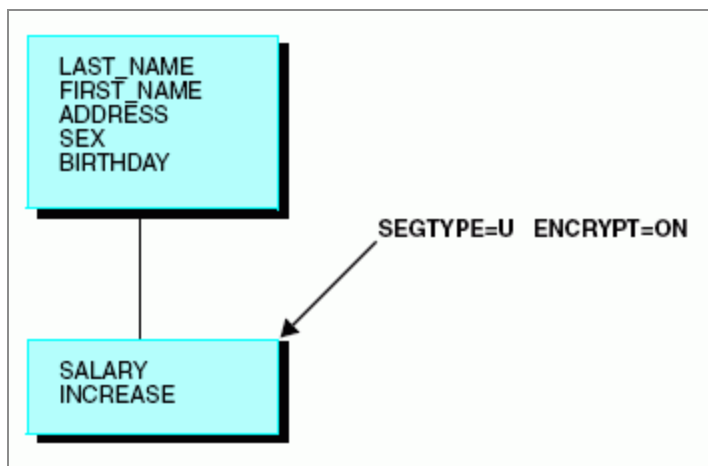 LAST_NAME
FIRST_NAME
ADDRESS
SEX
BIRTHDAY
SEGTYPE=U ENCRYPT=ON
SALARY
INCREASE